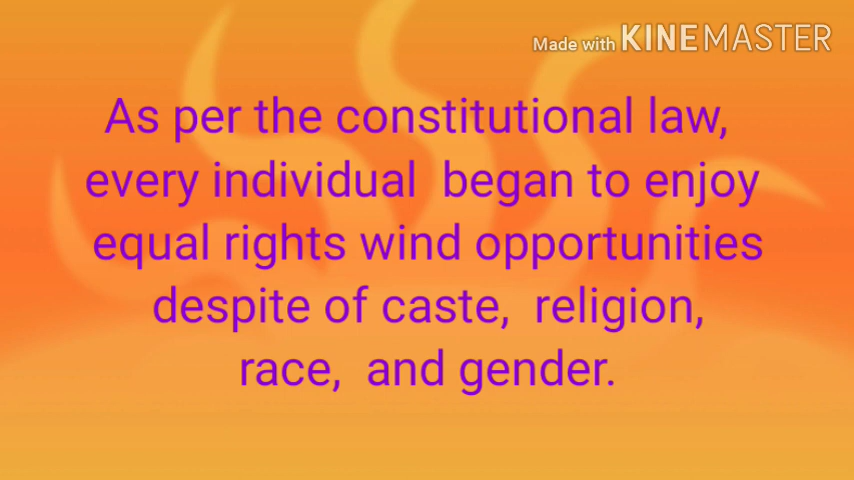 Made with KINEMASTER
As per the constitutional law,
every individual began to enjoy
equal rights wind opportunities
despite of caste, religion,
race, and gender.